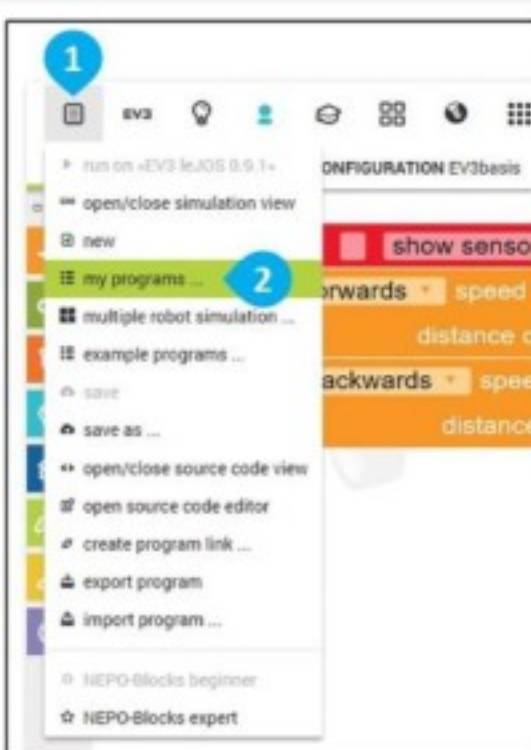 1
EV3
run on «EV3 leJOS 0.9.1»
ONFIGURATION EV3basis
open/close simulation view
new
show senso
my programs ...
2
orwards
speed
multiple robot simulation ...
distance
example programs ...
save
ackwards
spee
save as ...
distance
open/close source code view
open source code editor
create program link ...
export program
import program ...
NEPO-Blocks beginner
NEPO-Blocks expert